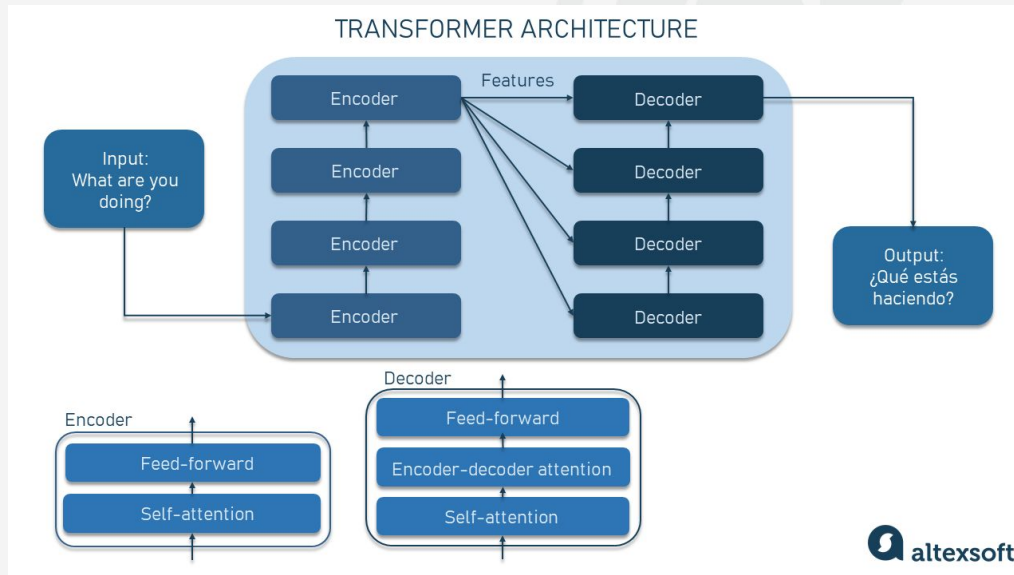 TRANSFORMER ARCHITECTURE
Features
Encoder
Encoder
Encoder
Encoder
Decoder
Decoder
Decoder
Decoder
Input:
What are you
doing?
Output:
¿Qué estás
haciendo?
Encoder
Feed-forward
Self-attention
Decoder
Feed-forward
Encoder-decoder attention
Self-attention
altexsoft